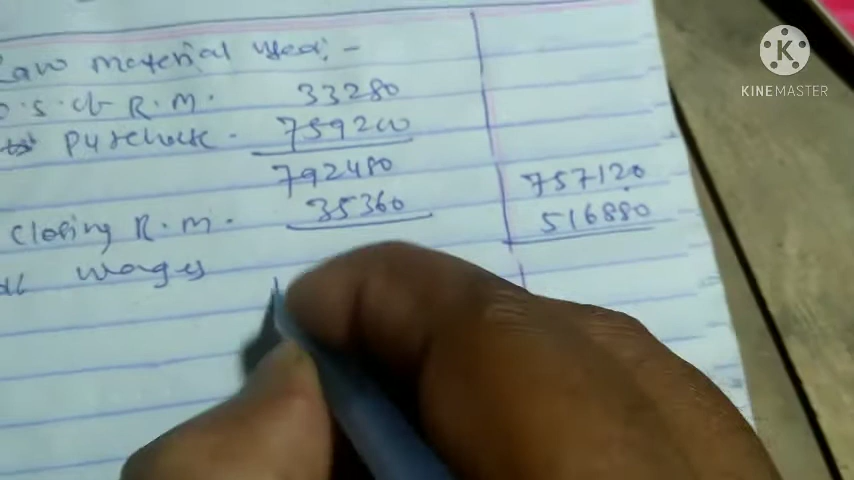 Raw material used: -
O.S. of R.M. 33280
purchase. 759200
792480 757120
closing R.M. 35360 516880
wages
K
KINEMASTER